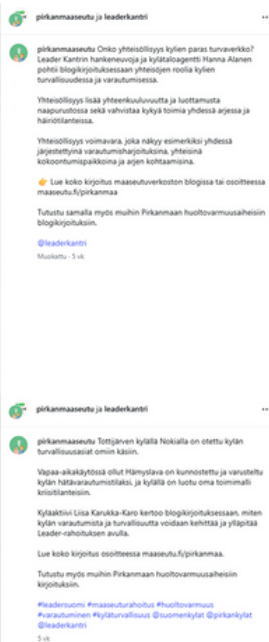 pirkanmaaseutu ja leaderkantri
pirkanmaaseutu Onko yhteisöllisyys kylien paras turvaverkko?
Leader Kantrin hankeneuvoja ja kylätaloagentti Hanna Alanen
pohtii blogikirjoituksessaan yhteisöjen roolia kylien
turvallisuudessa ja varautumisessa.
Yhteisöllisyys lisää yhteenkuuluvuutta ja luottamusta
naapurustossa sekä vahvistaa kykyä toimia yhdessä arjessa ja
häiriötilanteissa.
Yhteisöllisyys voimavara, joka näkyy esimerkiksi yhdessä
järjestettyinä varautumisharjoituksina, yhteisinä
kokoontumispaikkoina ja arjen kohtaamisina.
👉 Lue koko kirjoitus maaseutuverkoston blogissa tai osoitteessa
maaseutu.fi/pirkanmaa
Tutustu samalla myös muihin Pirkanmaan huoltovarmuusaiheisiin
blogikirjoituksiin.
@leaderkantri
Muokattu · 5 vk
pirkanmaaseutu ja leaderkantri
pirkanmaaseutu Tottijärven kylällä Nokialla on otettu kylän
turvallisuusasiat omiin käsiin.
Vapaa-aikakäytössä ollut Hämyslava on kunnostettu ja varusteltu
kylän hätävarautumistilaksi, ja kylällä on luotu oma toimimalli
kriisitilanteisiin.
Kyläaktiivi Liisa Karukka-Karo kertoo blogikirjoituksessaan, miten
kylän varautumista ja turvallisuutta voidaan kehittää ja ylläpitää
Leader-rahoituksen avulla.
Lue koko kirjoitus osoitteessa maaseutu.fi/pirkanmaa.
Tutustu myös muihin Pirkanmaan huoltovarmuusaiheisiin
kirjoituksiin.
#leadersuomi #maaseuturahoitus #huoltovarmuus
#varautuminen #kyläturvallisuus @suomenkylat @pirkankylat
@leaderkantri
5 vk